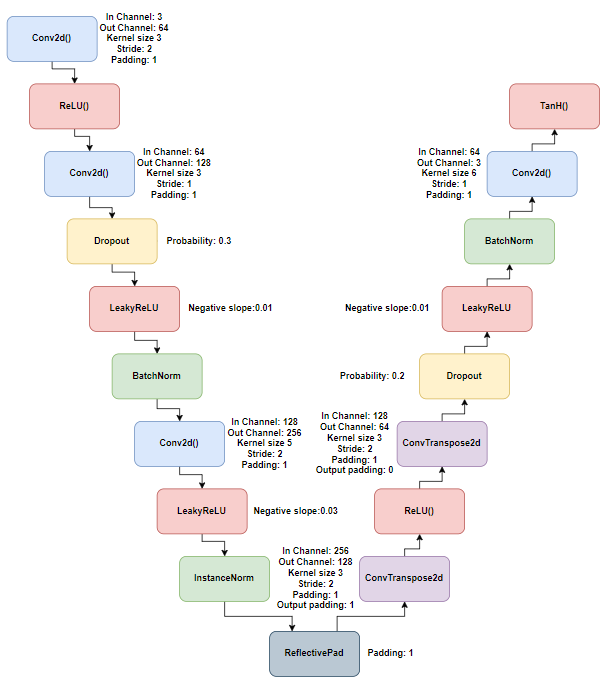 In Channel: 3
Out Channel: 64
Kernel size 3
Stride: 2
Padding: 1
Conv2d()
ReLU()
In Channel: 64
Out Channel: 128
Kernel size 3
Stride: 1
Padding: 1
Conv2d()
Dropout
Probability: 0.3
LeakyReLU
Negative slope:0.01
BatchNorm
Conv2d()
In Channel: 128
Out Channel: 256
Kernel size 5
Stride: 2
Padding: 1
LeakyReLU
Negative slope:0.03
InstanceNorm
ReflectivePad
Padding: 1
In Channel: 256
Out Channel: 128
Kernel size 3
Stride: 2
Padding: 1
Output padding: 1
ConvTranspose2d
ReLU()
In Channel: 128
Out Channel: 64
Kernel size 3
Stride: 2
Padding: 1
Output padding: 0
ConvTranspose2d
Probability: 0.2
Dropout
Negative slope:0.01
LeakyReLU
BatchNorm
In Channel: 64
Out Channel: 3
Kernel size 6
Stride: 1
Padding: 1
Conv2d()
TanH()